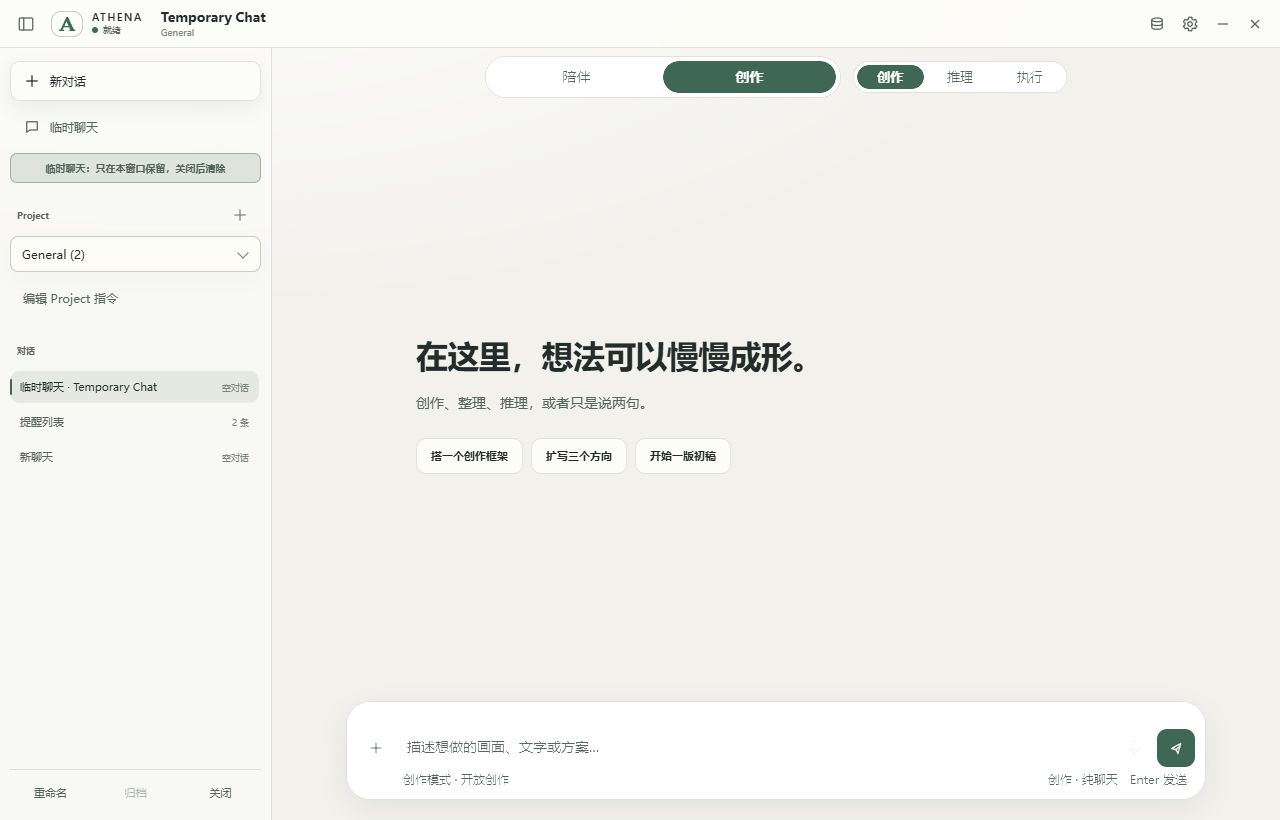 A
ATHENA
就绪
Temporary Chat
General
新对话
临时聊天
临时聊天：只在本窗口保留，关闭后清除
Project
General (2)
编辑 Project 指令
对话
临时聊天 · Temporary Chat 空对话
提醒列表 2 条
新聊天 空对话
重命名 归档 关闭
陪伴 创作 创作 推理 执行
在这里，想法可以慢慢成形。
创作、整理、推理，或者只是说两句。
搭一个创作框架 扩写三个方向 开始一版初稿
描述想做的画面、文字或方案...
创作模式 · 开放创作 创作 · 纯聊天 Enter 发送